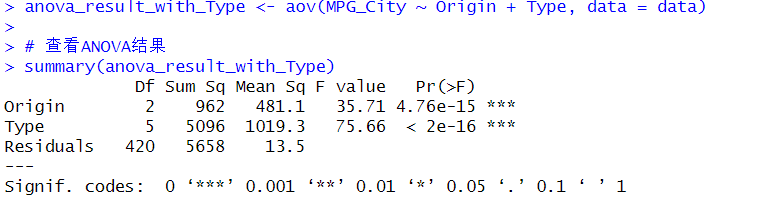 > anova_result_with_Type <- aov(MPG_City ~ Origin + Type, data = data)
>
> # 查看ANOVA结果
> summary(anova_result_with_Type)
             Df Sum Sq Mean Sq F value   Pr(>F)
Origin        2    962   481.1   35.71 4.76e-15 ***
Type          5   5096  1019.3   75.66  < 2e-16 ***
Residuals   420   5658    13.5
---
Signif. codes:  0 ‘***’ 0.001 ‘**’ 0.01 ‘*’ 0.05 ‘.’ 0.1 ‘ ’ 1